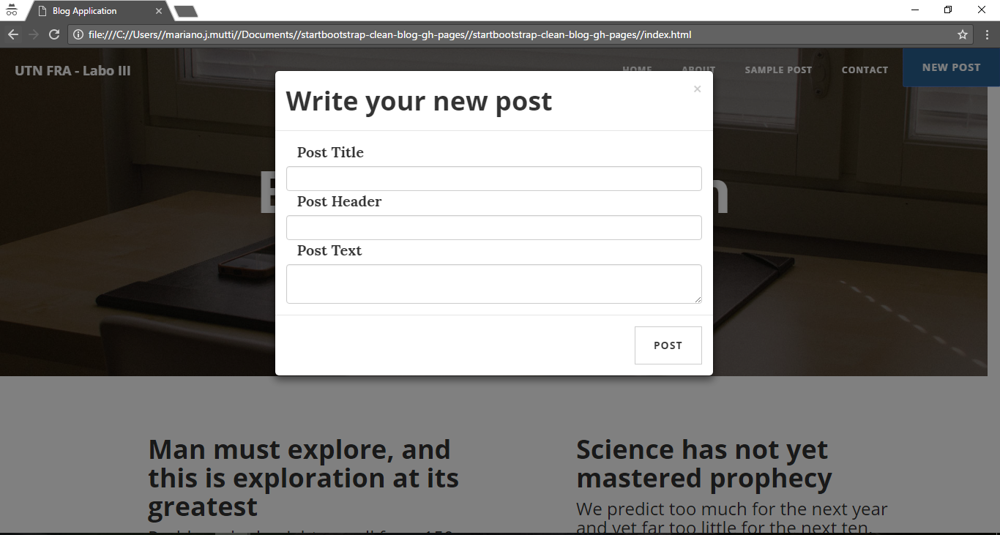 Blog Application
file:///C://Users//mariano.j.mutti//Documents//startbootstrap-clean-blog-gh-pages//startbootstrap-clean-blog-gh-pages//index.html
UTN FRA - Labo III
HOME
ABOUT
SAMPLE POST
CONTACT
NEW POST
×
Write your new post
Post Title
Post Header
Post Text
POST
Man must explore, and
this is exploration at its
greatest
Science has not yet
mastered prophecy
We predict too much for the next year
and yet far too little for the next ten.